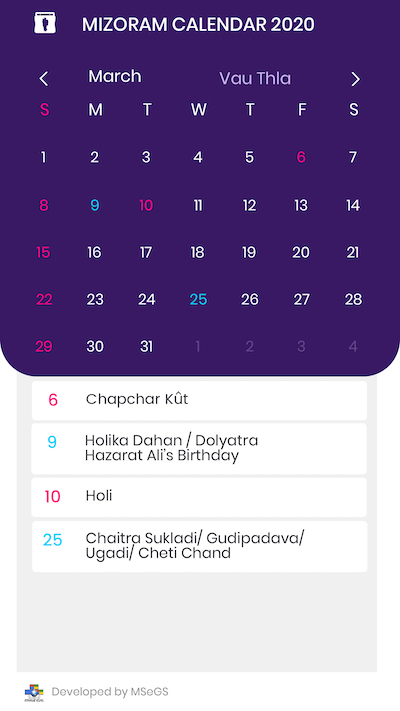 MIZORAM CALENDAR 2020
March Vau Thla
S M T W T F S
1 2 3 4 5 6 7
8 9 10 11 12 13 14
15 16 17 18 19 20 21
22 23 24 25 26 27 28
29 30 31 1 2 3 4
6 Chapchar Kût
9 Holika Dahan / Dolyatra
Hazarat Ali's Birthday
10 Holi
25 Chaitra Sukladi/ Gudipadava/
Ugadi/ Cheti Chand
Developed by MSeGS